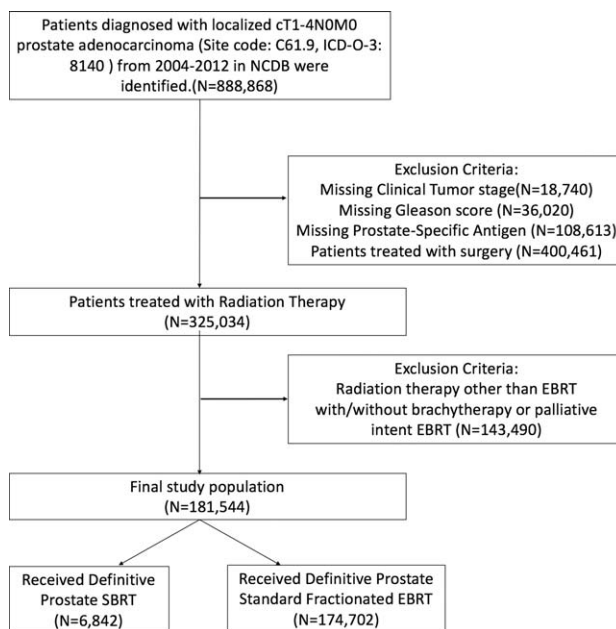 Patients diagnosed with localized cT1-4N0M0
prostate adenocarcinoma (Site code: C61.9, ICD-O-3:
8140 ) from 2004-2012 in NCDB were
identified.(N=888,868)
Exclusion Criteria:
Missing Clinical Tumor stage(N=18,740)
Missing Gleason score (N=36,020)
Missing Prostate-Specific Antigen (N=108,613)
Patients treated with surgery (N=400,461)
Patients treated with Radiation Therapy
(N=325,034)
Exclusion Criteria:
Radiation therapy other than EBRT
with/without brachytherapy or palliative
intent EBRT (N=143,490)
Final study population
(N=181,544)
Received Definitive
Prostate SBRT
(N=6,842)
Received Definitive Prostate
Standard Fractionated EBRT
(N=174,702)